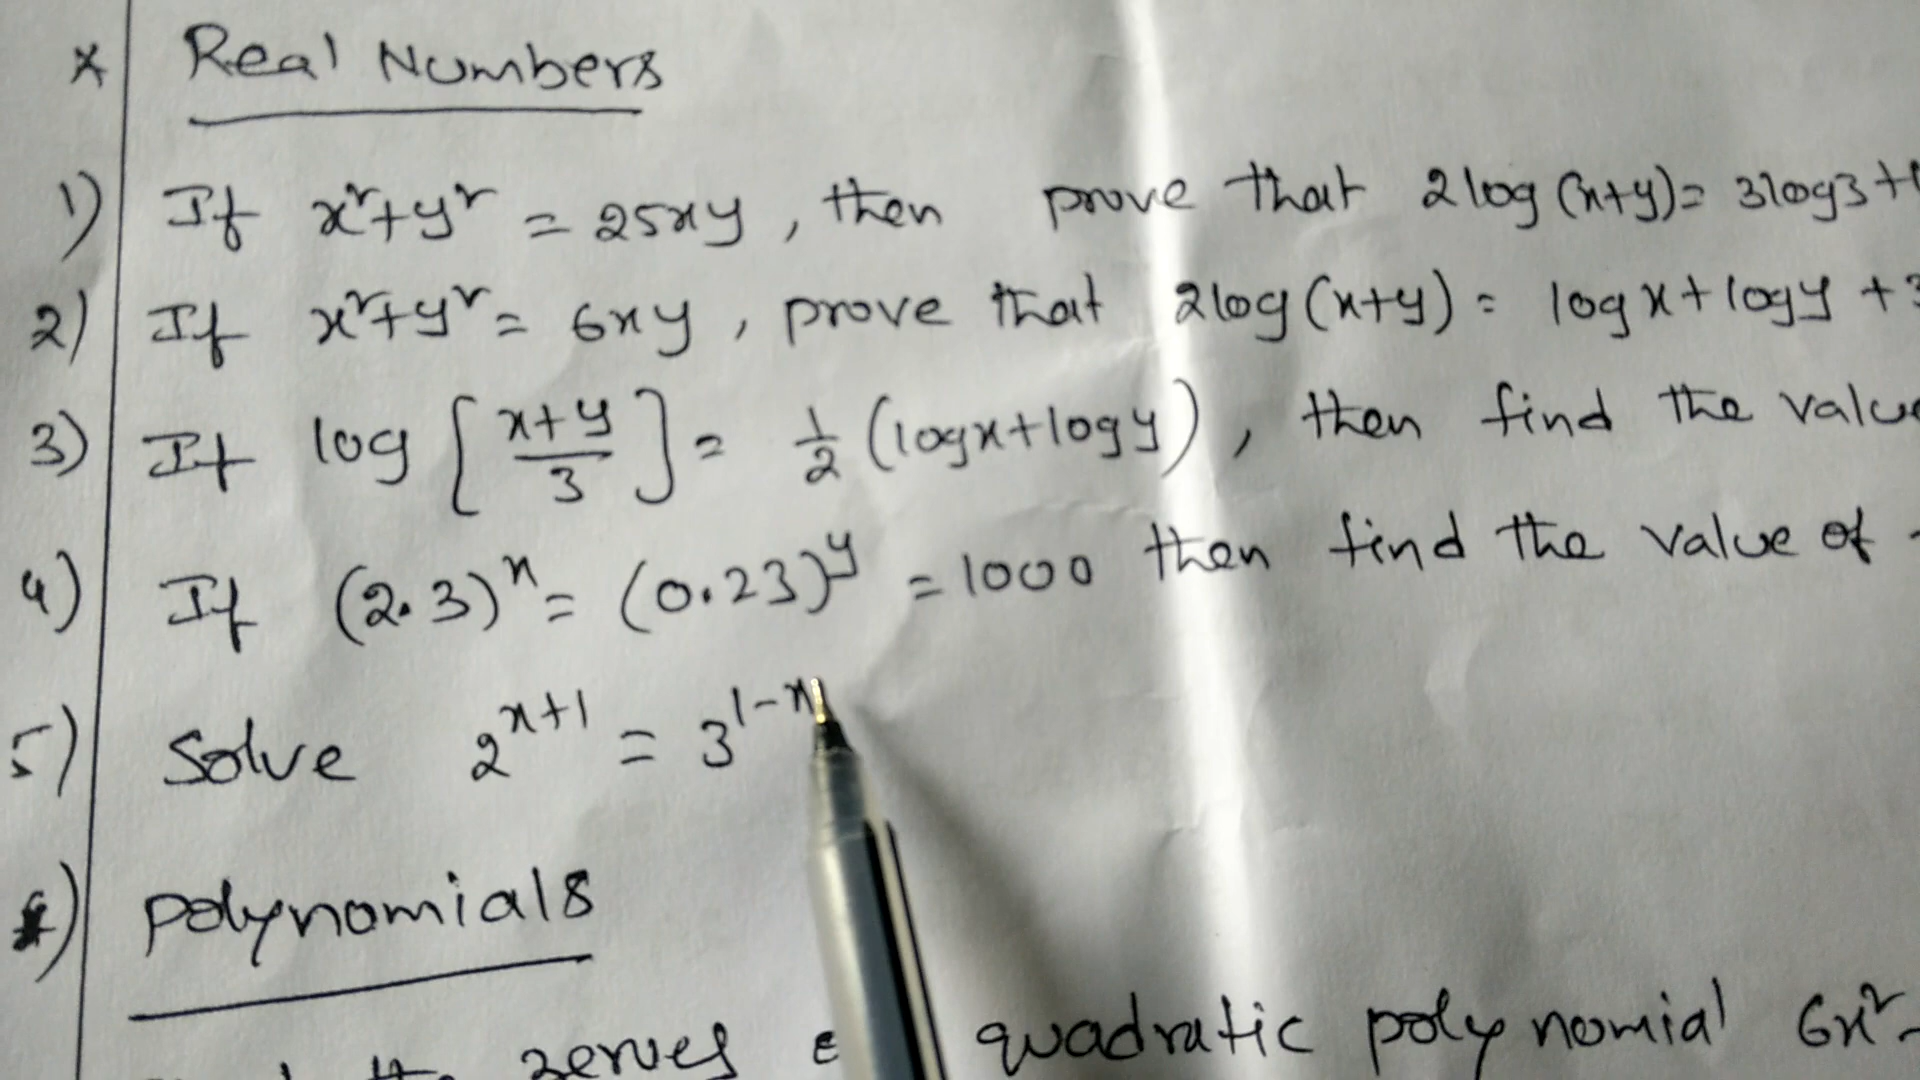 * Real Numbers
1) If x²+y² = 25xy, then prove that 2log(x+y)= 3log3+
2) If x²+y²= 6xy, prove that 2log(x+y)= logx+logy +
3) If log[(x+y)/3]= 1/2(logx+logy), then find the value
4) If (2.3)^x= (0.23)^y =1000 then find the value of
5) Solve 2^(x+1) = 3^(1-x)
Polynomials
quadratic polynomial 6x²-